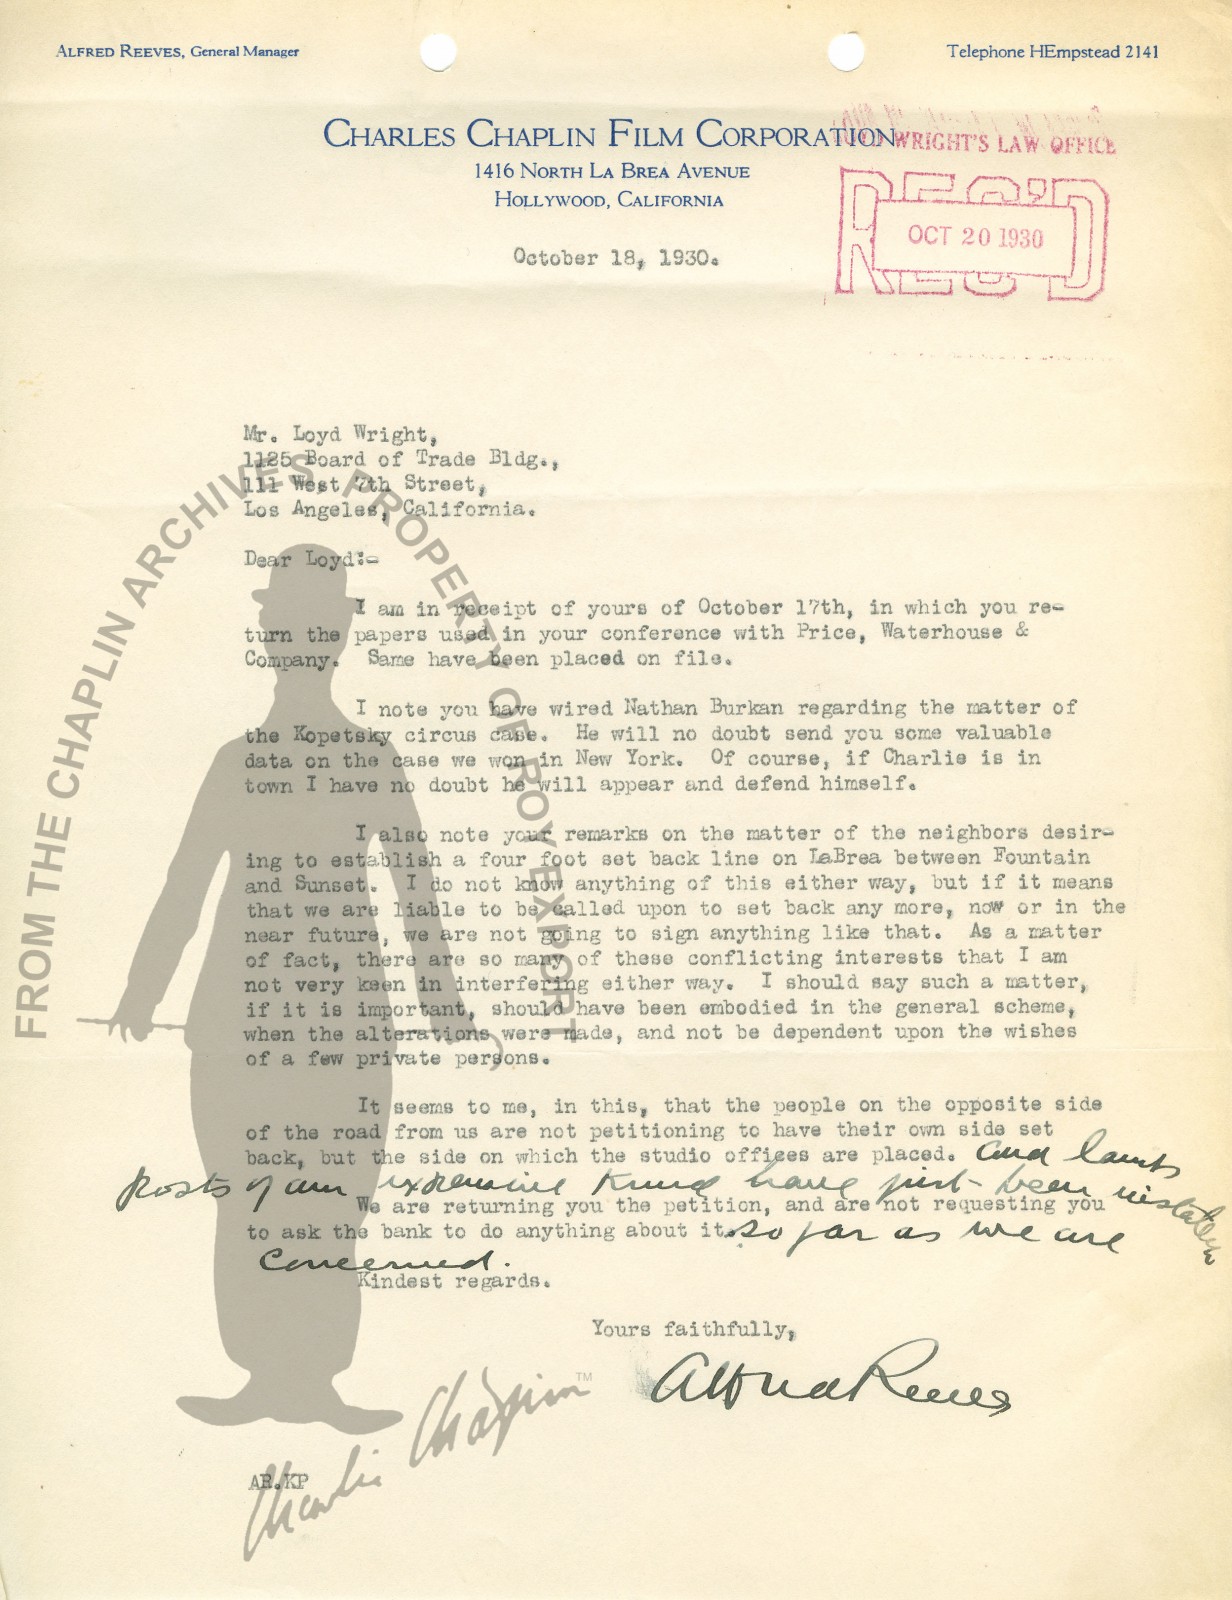 ALFRED REEVES, General Manager
Telephone HEmpstead 2141
CHARLES CHAPLIN FILM CORPORATION
1416 NORTH LA BREA AVENUE
HOLLYWOOD, CALIFORNIA
WRIGHT'S LAW OFFICE
REC'D
OCT 20 1930
October 18, 1930.
Mr. Loyd Wright,
1125 Board of Trade Bldg.,
111 West 7th Street,
Los Angeles, California.
Dear Loyd:-
I am in receipt of yours of October 17th, in which you re-
turn the papers used in your conference with Price, Waterhouse &
Company. Same have been placed on file.
I note you have wired Nathan Burkan regarding the matter of
the Kopetsky circus case. He will no doubt send you some valuable
data on the case we won in New York. Of course, if Charlie is in
town I have no doubt he will appear and defend himself.
I also note your remarks on the matter of the neighbors desir-
ing to establish a four foot set back line on LaBrea between Fountain
and Sunset. I do not know anything of this either way, but if it means
that we are liable to be called upon to set back any more, now or in the
near future, we are not going to sign anything like that. As a matter
of fact, there are so many of these conflicting interests that I am
not very keen in interfering either way. I should say such a matter,
if it is important, should have been embodied in the general scheme,
when the alterations were made, and not be dependent upon the wishes
of a few private persons.
It seems to me, in this, that the people on the opposite side
of the road from us are not petitioning to have their own side set
back, but the side on which the studio offices are placed. and lamp
posts of an expensive kind have just been installed
We are returning you the petition, and are not requesting you
to ask the bank to do anything about it. so far as we are
concerned.
Kindest regards.
Yours faithfully,
Alfred Reeves
AR.KP
FROM THE CHAPLIN ARCHIVES, PROPERTY OF ROY EXPORT
Charlie Chaplin TM